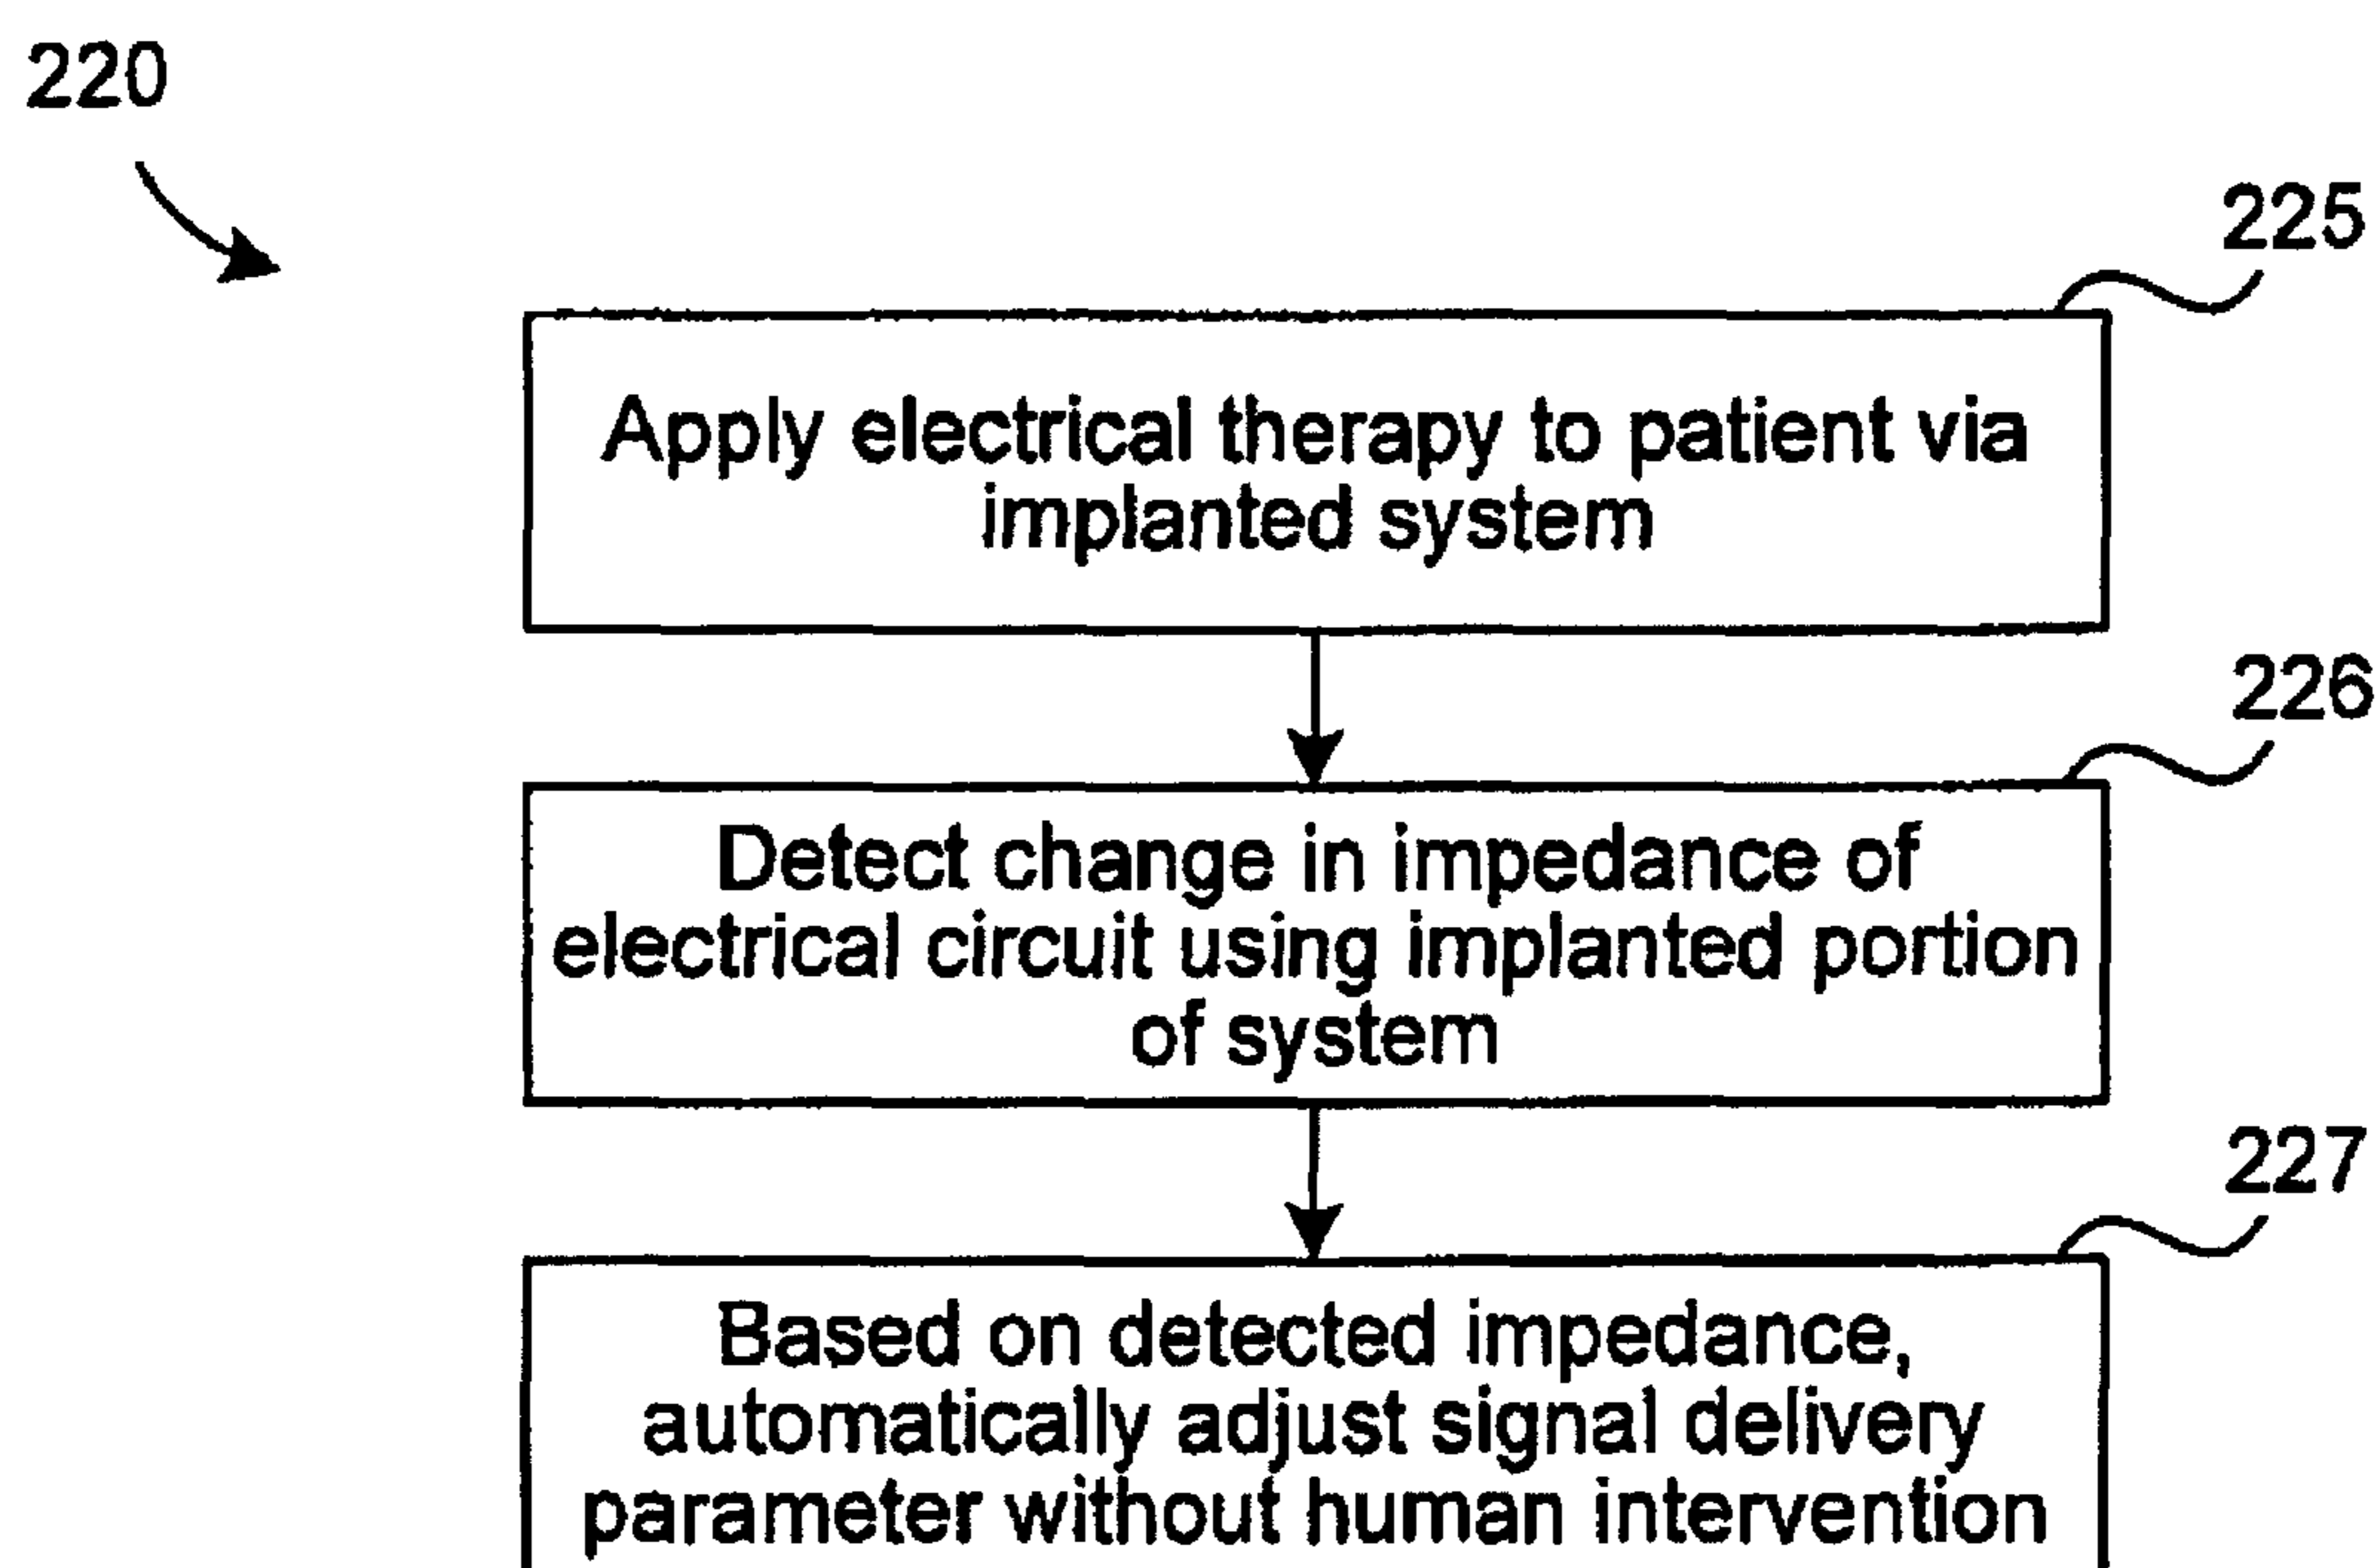 220
225
Apply electrical therapy to patient via
implanted system
226
Detect change in impedance of
electrical circuit using implanted portion
of system
227
Based on detected impedance,
automatically adjust signal delivery
parameter without human intervention